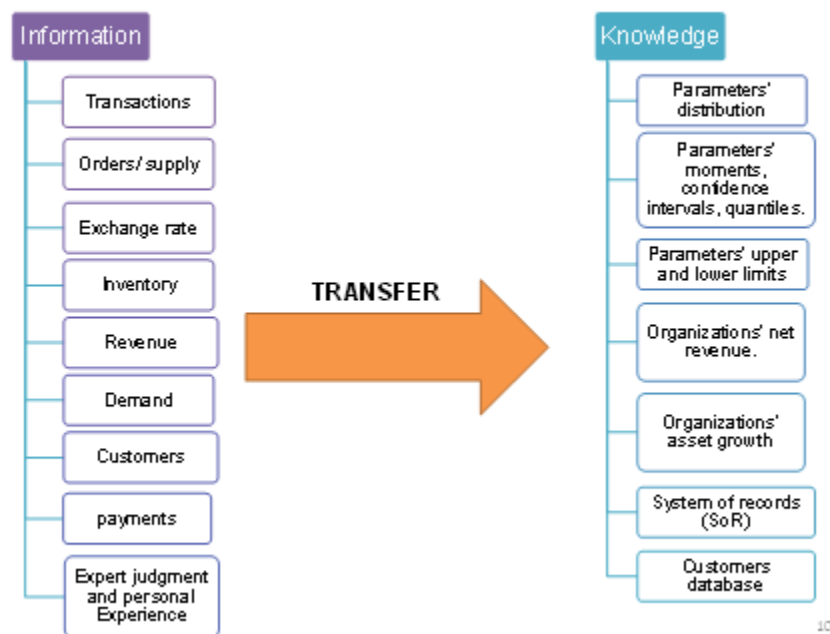 Information
Transactions
Orders/supply
Exchange rate
Inventory
Revenue
Demand
Customers
payments
Expert judgment
and personal
Experience
TRANSFER
Knowledge
Parameters'
distribution
Parameters'
moments,
confidence
intervals, quantiles.
Parameters' upper
and lower limits
Organizations' net
revenue.
Organizations'
asset growth
System of records
(SoR)
Customers
database
10